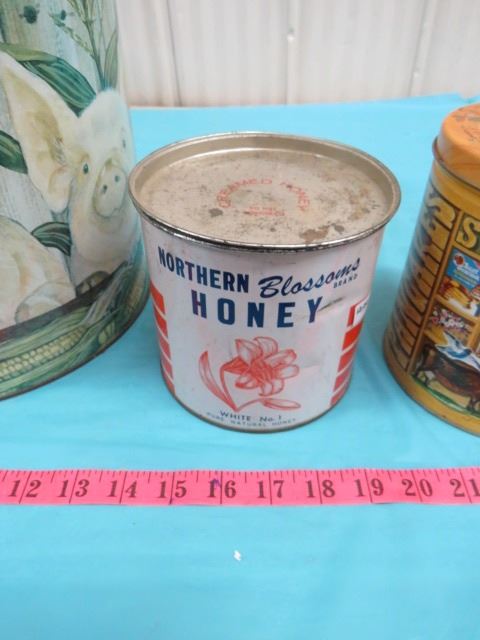 CREAMED HONEY
NORTHERN Blossoms
BRAND
HONEY
WHITE No. 1
PURE NATURAL HONEY
12 13 14 15 16 17 18 19 20 21